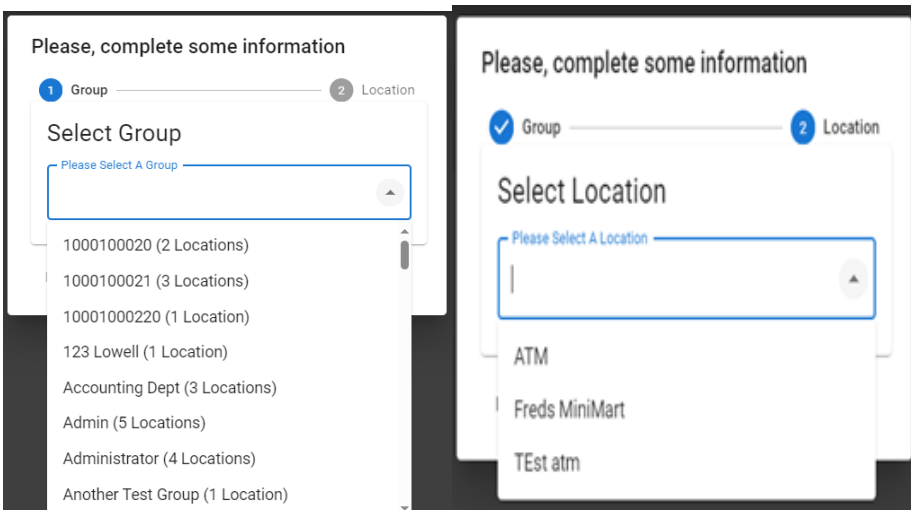 Please, complete some information
1 Group 2 Location
Select Group
Please Select A Group
1000100020 (2 Locations)
1000100021 (3 Locations)
10001000220 (1 Location)
123 Lowell (1 Location)
Accounting Dept (3 Locations)
Admin (5 Locations)
Administrator (4 Locations)
Another Test Group (1 Location)
Please, complete some information
Group 2 Location
Select Location
Please Select A Location
ATM
Freds MiniMart
TEst atm